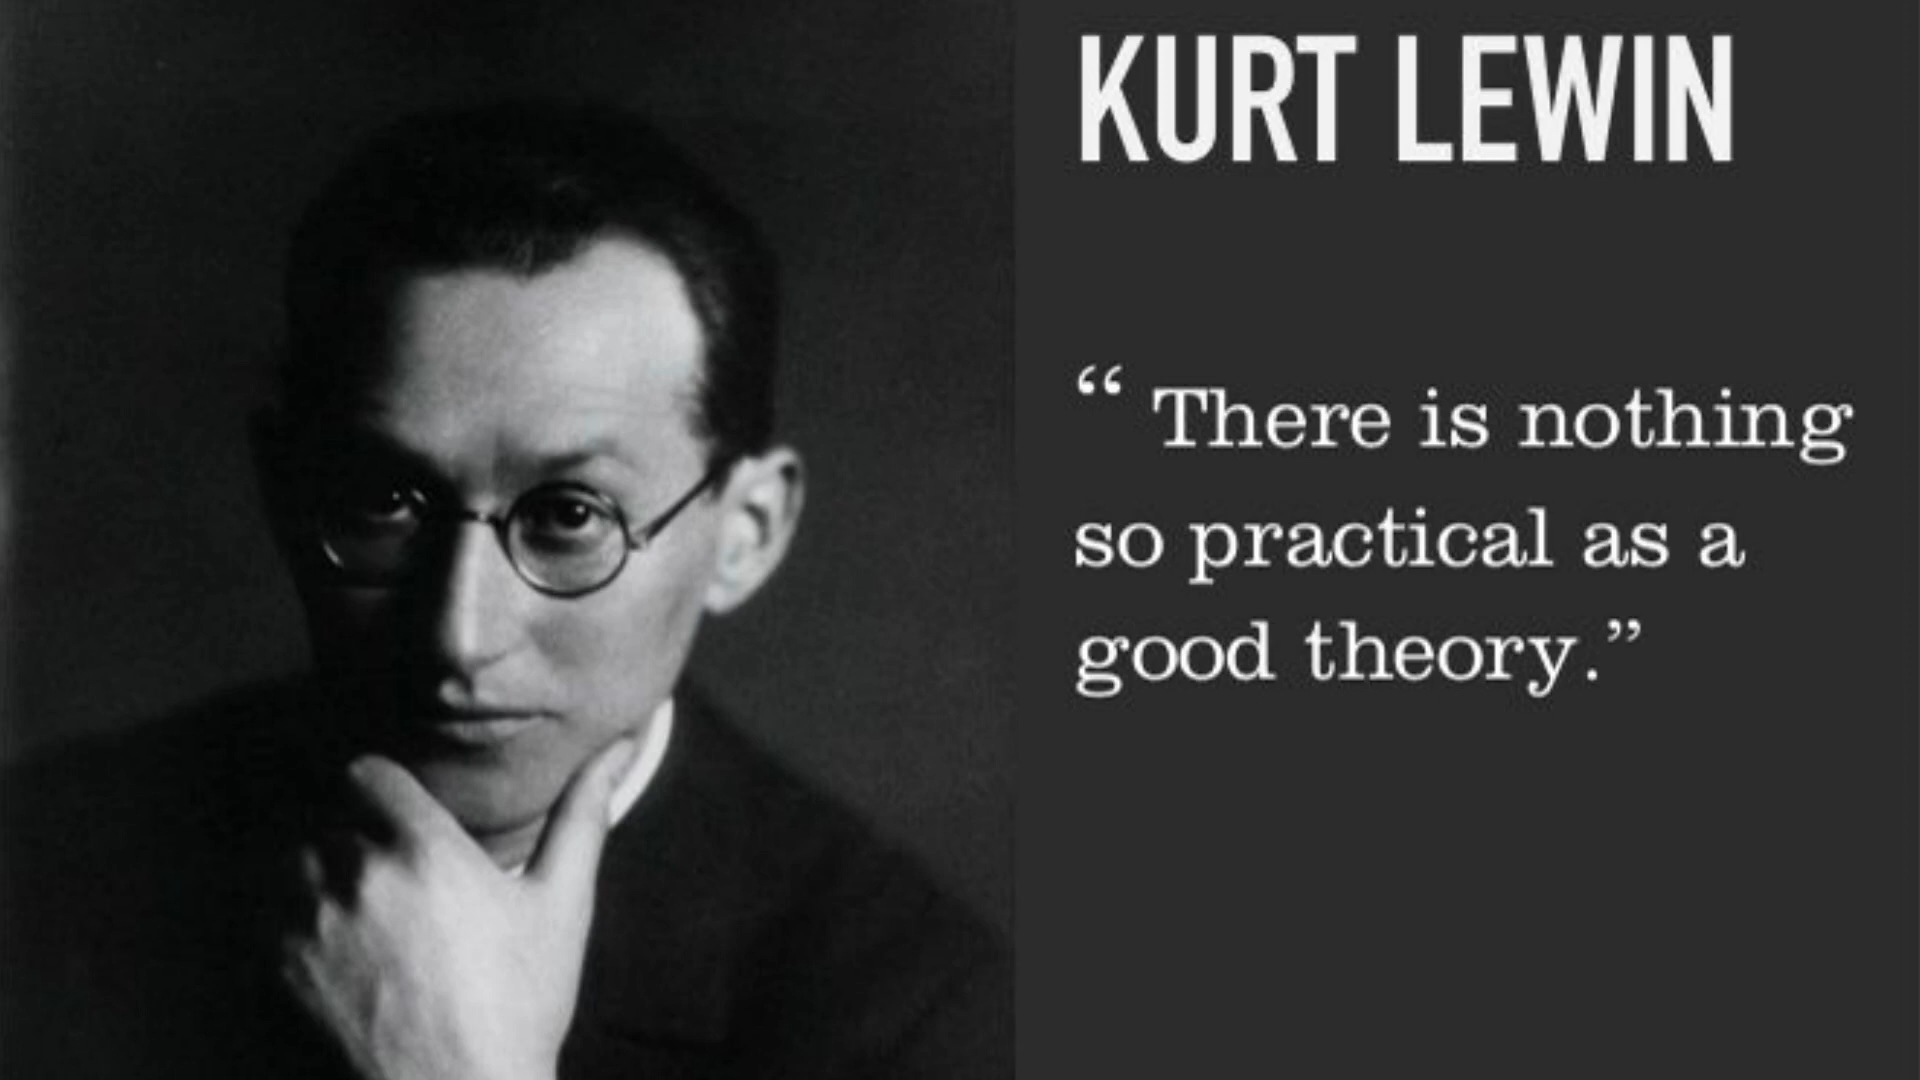 KURT LEWIN
“ There is nothing
so practical as a
good theory.”